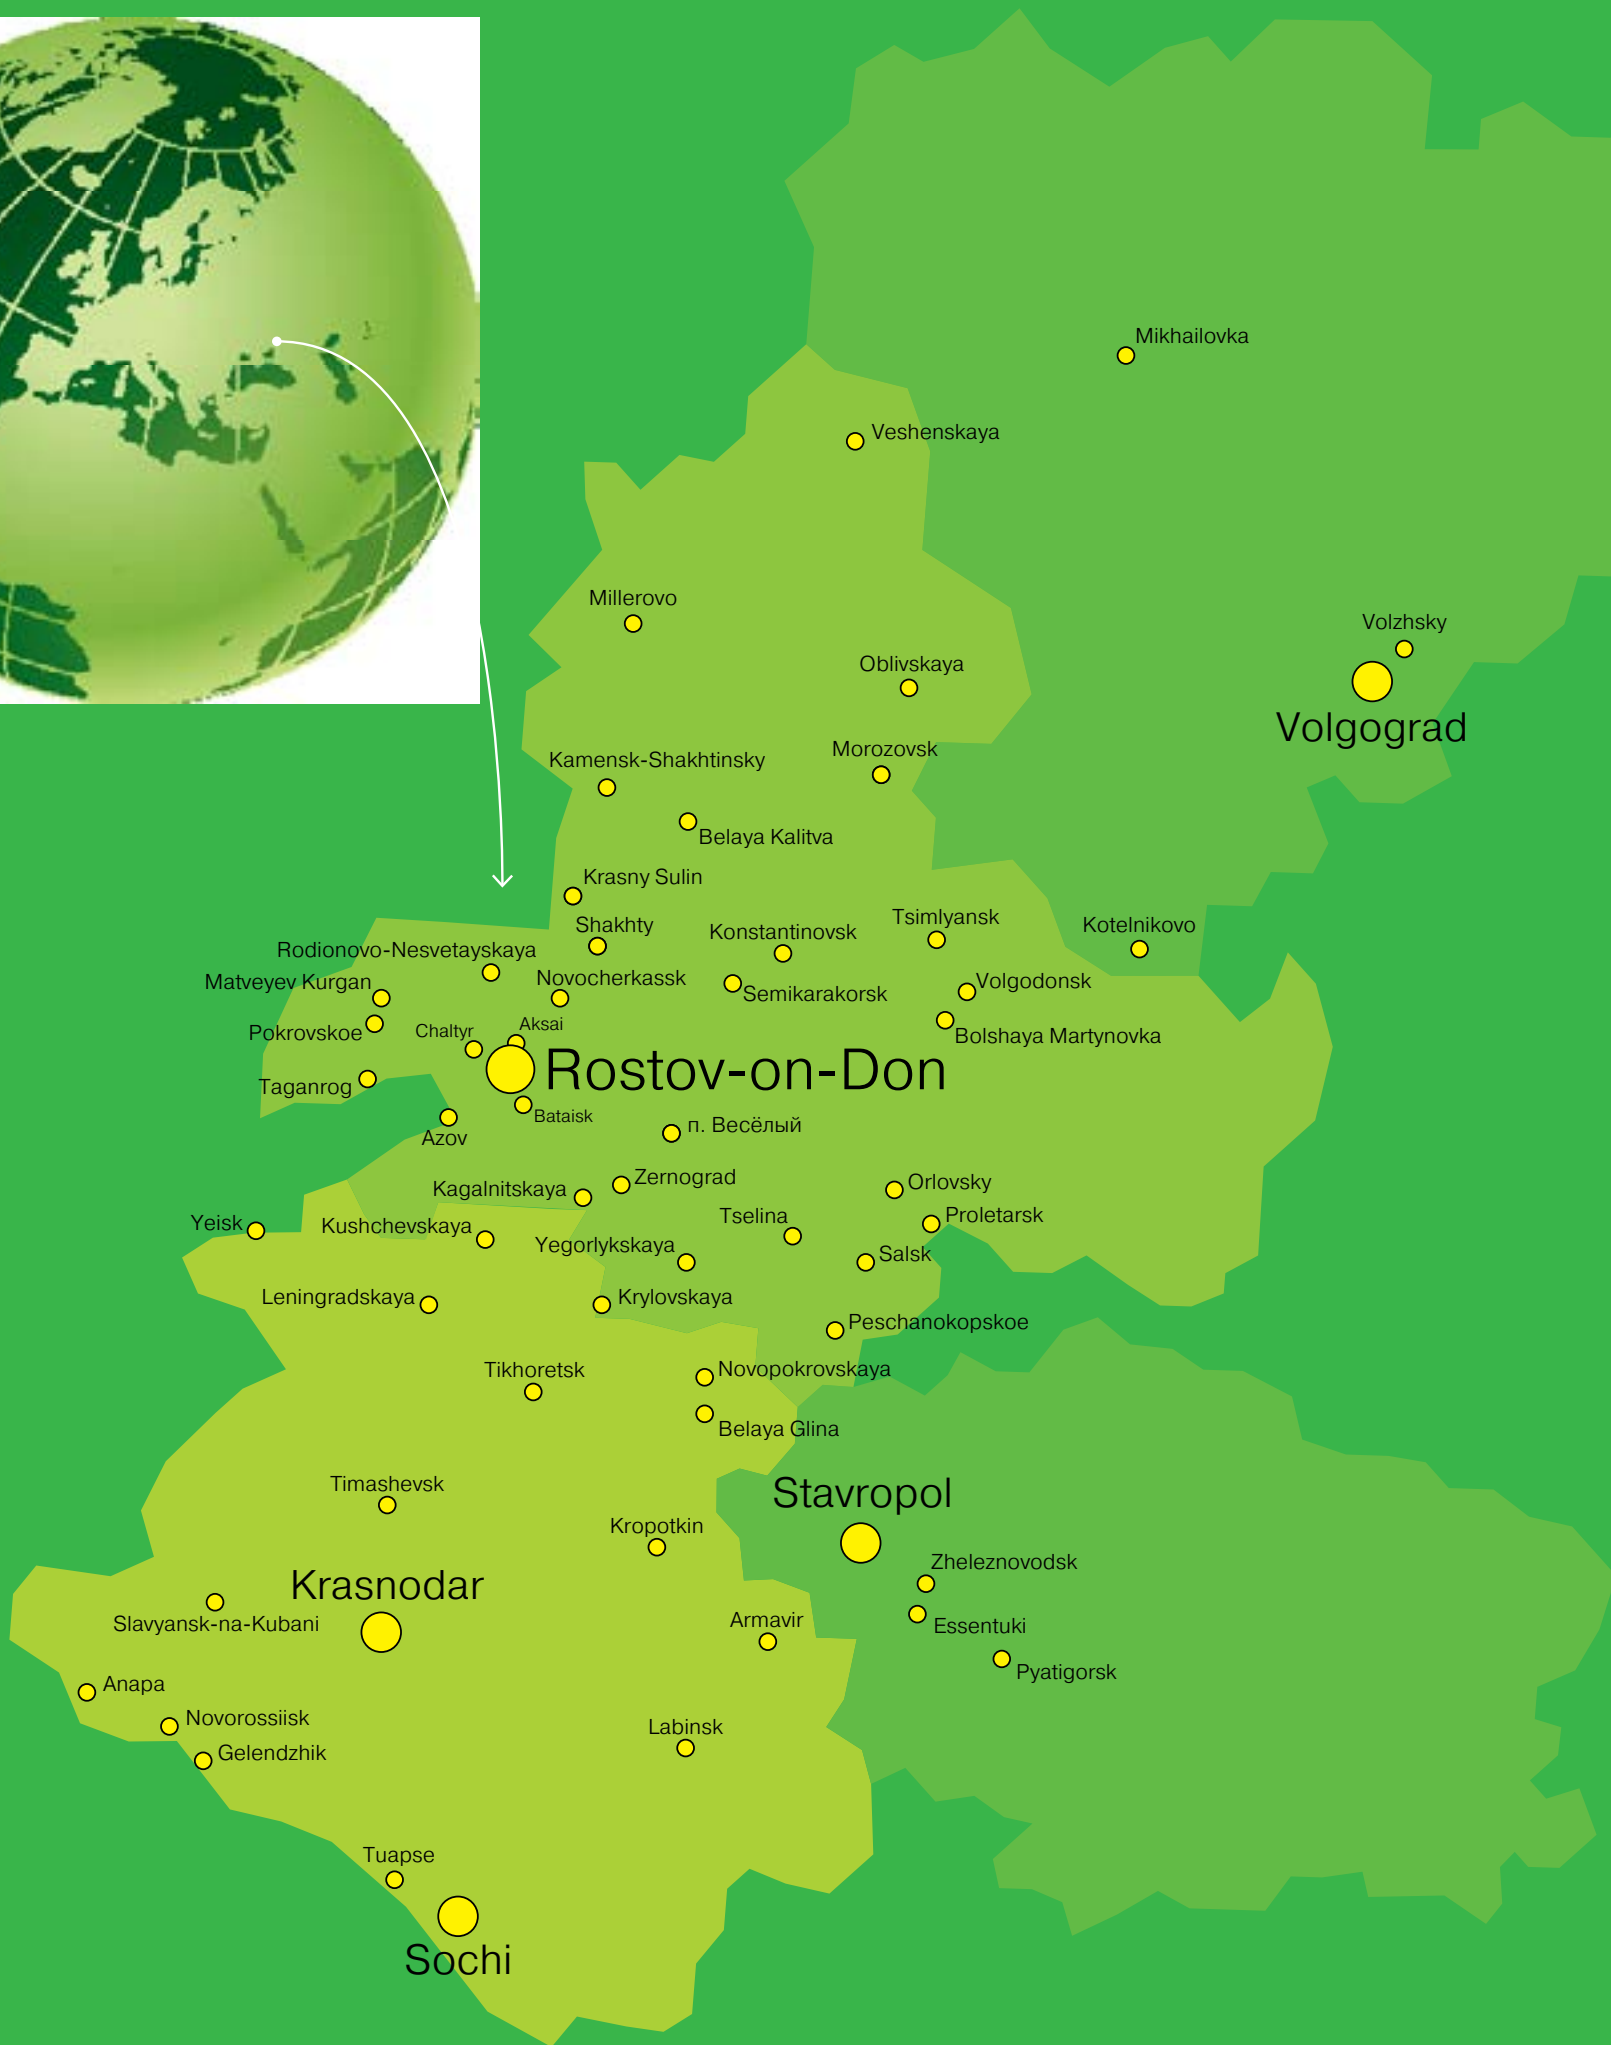 Mikhailovka
Veshenskaya
Millerovo
Volzhsky
Oblivskaya
Volgograd
Morozovsk
Kamensk-Shakhtinsky
Belaya Kalitva
Krasny Sulin
Shakhty
Tsimlyansk
Konstantinovsk
Kotelnikovo
Rodionovo-Nesvetayskaya
Matveyev Kurgan
Novocherkassk
Volgodonsk
Semikarakorsk
Pokrovskoe
Chaltyr
Aksai
Bolshaya Martynovka
Rostov-on-Don
Taganrog
Bataisk
п. Весёлый
Azov
Zernograd
Orlovsky
Kagalnitskaya
Tselina
Proletarsk
Yeisk
Kushchevskaya
Yegorlykskaya
Salsk
Leningradskaya
Krylovskaya
Peschanokopskoe
Tikhoretsk
Novopokrovskaya
Belaya Glina
Timashevsk
Stavropol
Kropotkin
Zheleznovodsk
Krasnodar
Slavyansk-na-Kubani
Armavir
Essentuki
Pyatigorsk
Anapa
Novorossiisk
Labinsk
Gelendzhik
Tuapse
Sochi